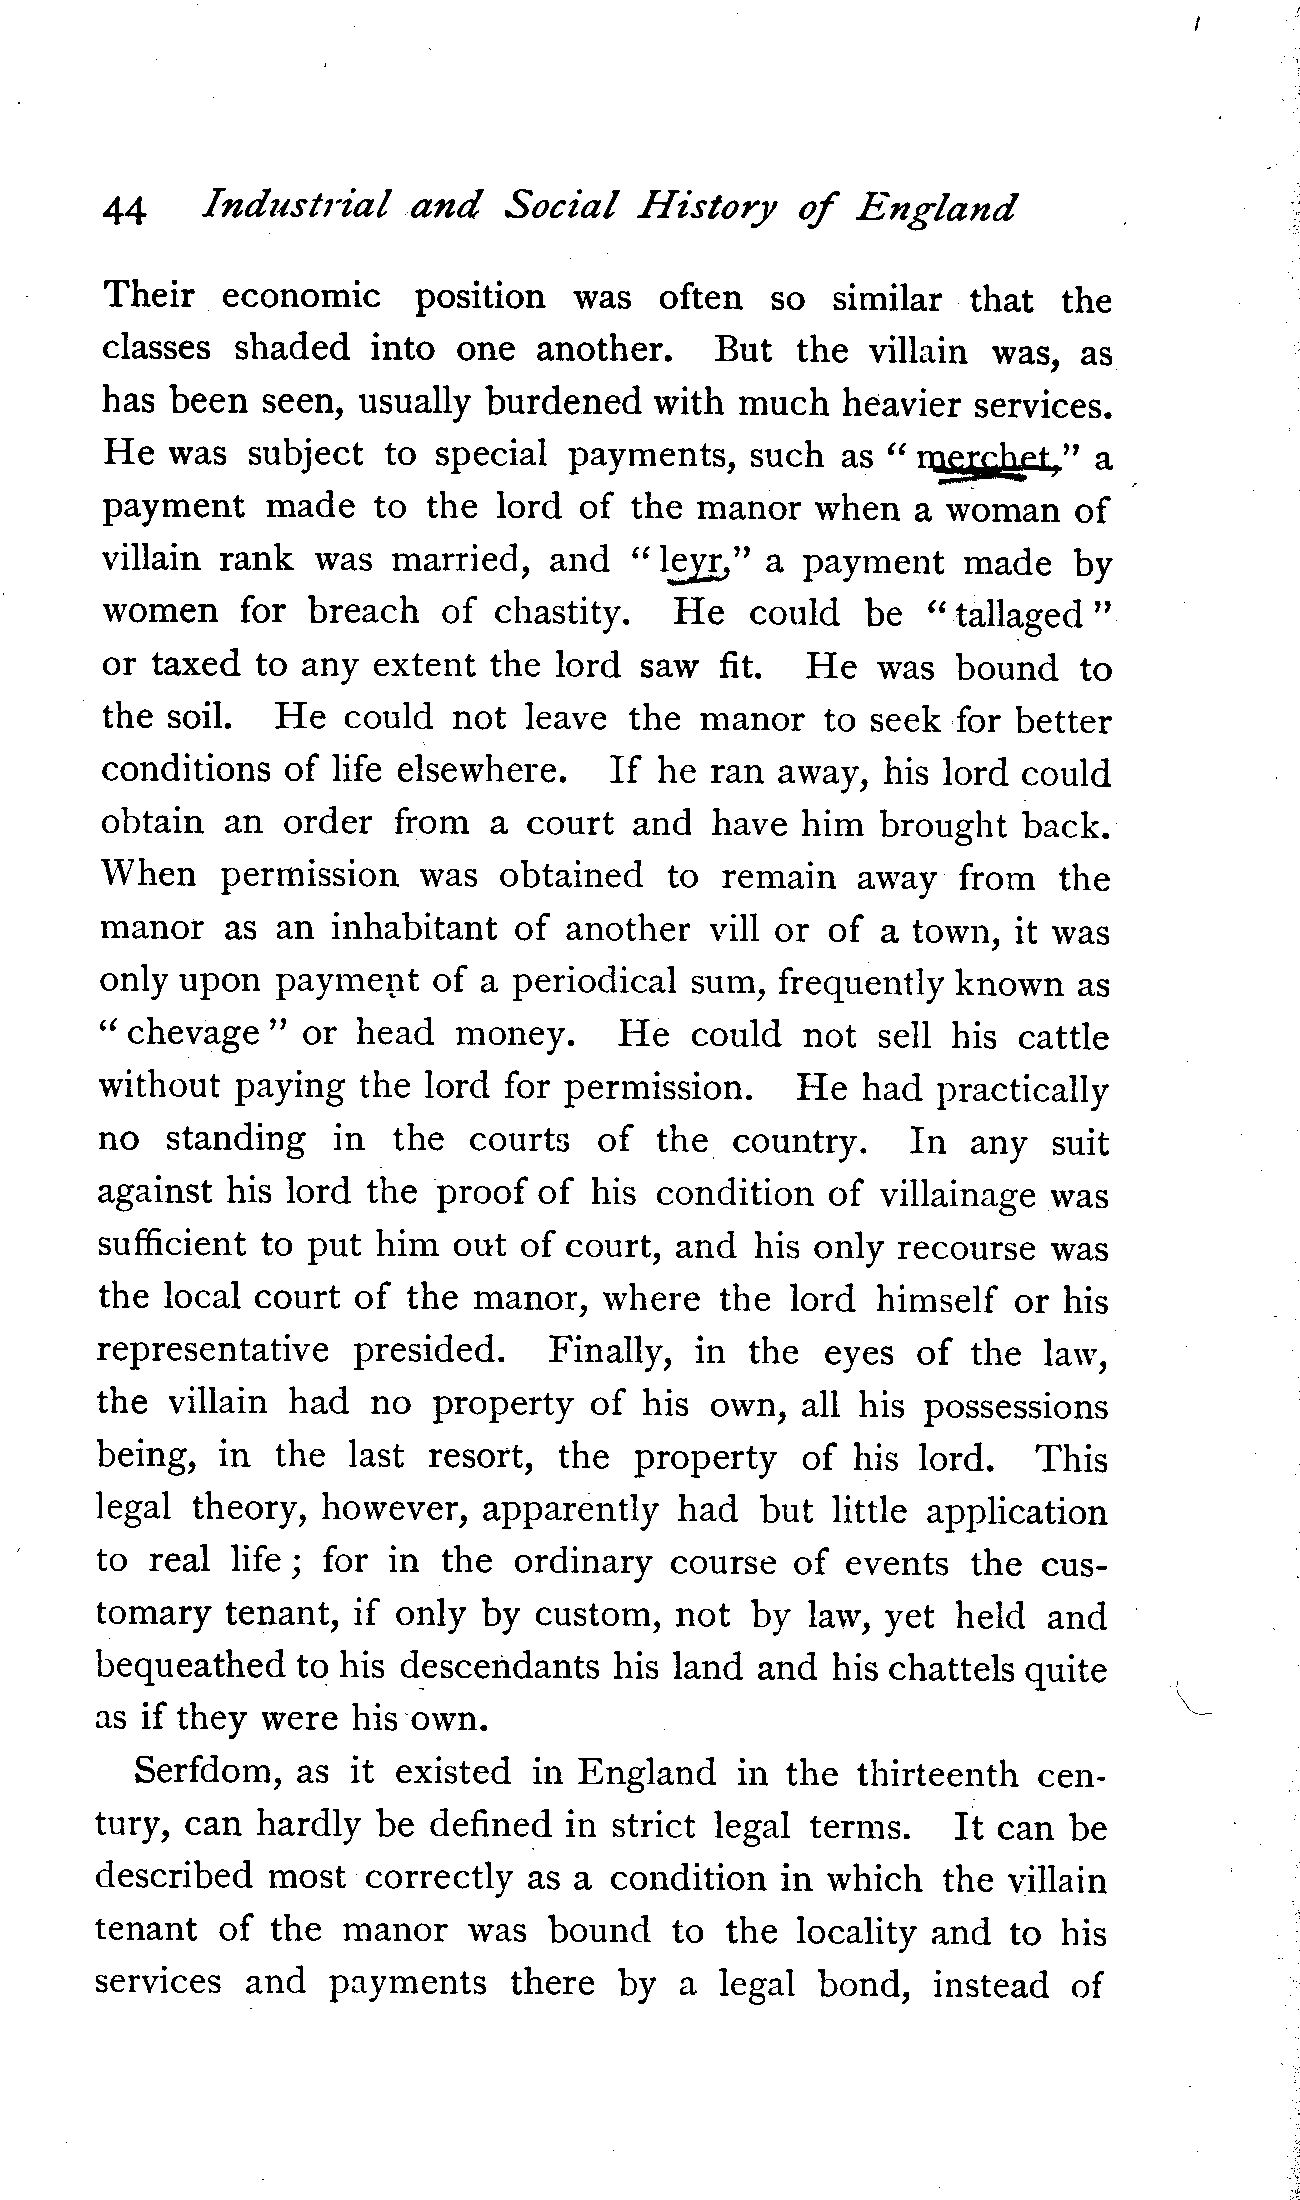 44 Industrial and Social History of England
Their economic position was often so similar that the
classes shaded into one another. But the villain was, as
has been seen, usually burdened with much heavier services.
He was subject to special payments, such as " merchet," a
payment made to the lord of the manor when a woman of
villain rank was married, and " leyr," a payment made by
women for breach of chastity. He could be " tallaged "
or taxed to any extent the lord saw fit. He was bound to
the soil. He could not leave the manor to seek for better
conditions of life elsewhere. If he ran away, his lord could
obtain an order from a court and have him brought back.
When permission was obtained to remain away from the
manor as an inhabitant of another vill or of a town, it was
only upon payment of a periodical sum, frequently known as
" chevage " or head money. He could not sell his cattle
without paying the lord for permission. He had practically
no standing in the courts of the country. In any suit
against his lord the proof of his condition of villainage was
sufficient to put him out of court, and his only recourse was
the local court of the manor, where the lord himself or his
representative presided. Finally, in the eyes of the law,
the villain had no property of his own, all his possessions
being, in the last resort, the property of his lord. This
legal theory, however, apparently had but little application
to real life ; for in the ordinary course of events the cus-
tomary tenant, if only by custom, not by law, yet held and
bequeathed to his descendants his land and his chattels quite
as if they were his own.
Serfdom, as it existed in England in the thirteenth cen-
tury, can hardly be defined in strict legal terms. It can be
described most correctly as a condition in which the villain
tenant of the manor was bound to the locality and to his
services and payments there by a legal bond, instead of